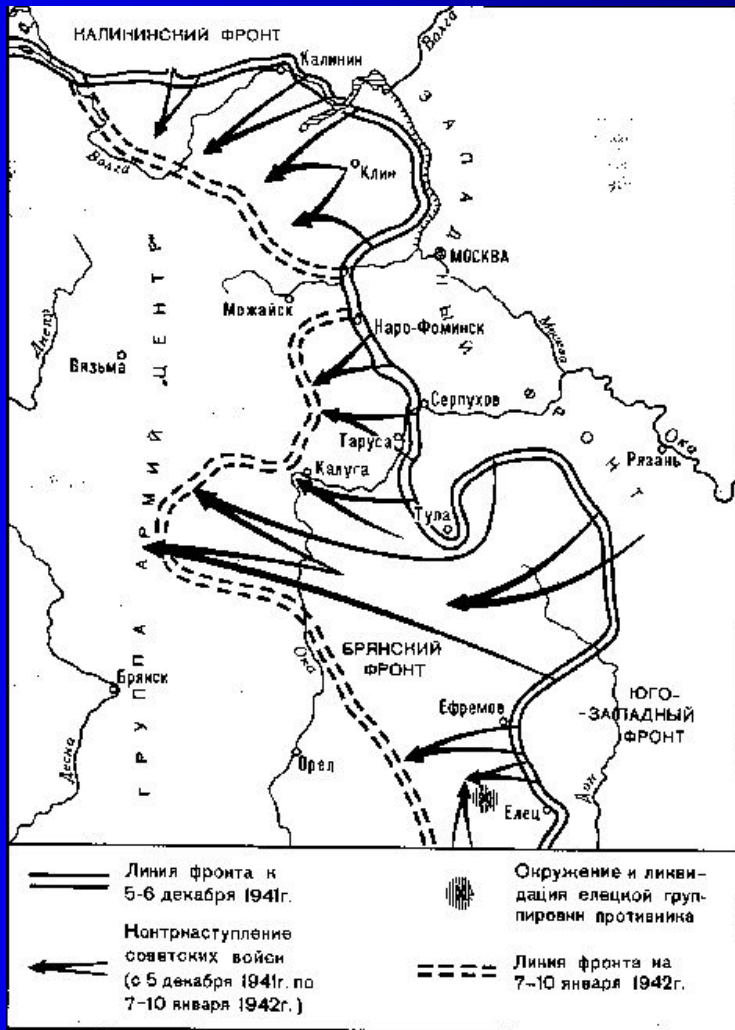 КАЛИНИНСКИЙ ФРОНТ
Волга
Калинин
ЗАПАДНЫЙ ФРОНТ
Волга
Клин
МОСКВА
Можайск
Москва
Днепр
Вязьма
ГРУППА АРМИЙ „ЦЕНТР"
Наро-Фоминск
Серпухов
Таруса
Ока
Рязань
Калуга
Тула
БРЯНСКИЙ
ФРОНТ
Ока
Брянск
Ефремов
ЮГО-
-ЗАПАДНЫЙ
ФРОНТ
Десна
Орел
Дон
Елец
Линия фронта к
5-6 декабря 1941г.
Контрнаступление
советских войск
(с 5 декабря 1941г. по
7-10 января 1942г.)
Окружение и ликви-
дация елецкой груп-
пировки противника
Линия фронта на
7-10 января 1942г.